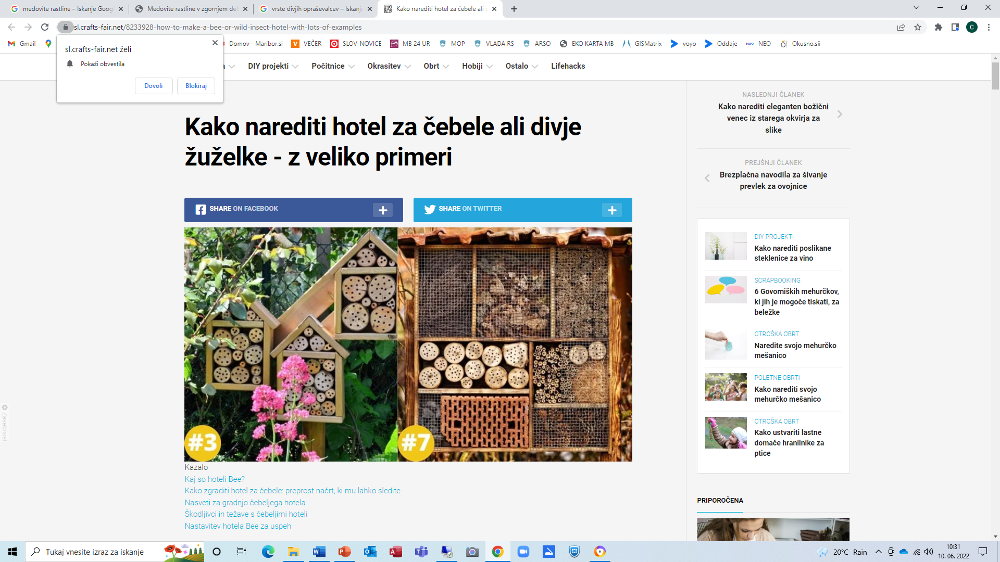 medovite rastline – Iskanje Goog
Medovite rastline v zgornjem del
vrste divjih opraševalcev – Iskanje
Kako narediti hotel za čebele ali d
sl.crafts-fair.net/8233928-how-to-make-a-bee-or-wild-insect-hotel-with-lots-of-examples
C
Gmail
Domov - Maribor.si
VEČER
SLOV-NOVICE
MB 24 UR
MOP
VLADA RS
ARSO
EKO KARTA MB
GISMatrix
voyo
Oddaje
NEO
Okusno.sii
sl.crafts-fair.net želi
Pokaži obvestila
Dovoli
Blokiraj
a
DIY projekti
Počitnice
Okrasitev
Obrt
Hobiji
Ostalo
Lifehacks
Kako narediti hotel za čebele ali divje
žuželke - z veliko primeri
SHARE ON FACEBOOK
SHARE ON TWITTER
#3
#7
Kazalo
Kaj so hoteli Bee?
Kako zgraditi hotel za čebele: preprost načrt, ki mu lahko sledite
Nasveti za gradnjo čebeljega hotela
Škodljivci in težave s čebeljimi hoteli
Nastavitev hotela Bee za uspeh
NASLEDNJI ČLANEK
Kako narediti eleganten božični
venec iz starega okvirja za
slike
PREJŠNJI ČLANEK
Brezplačna navodila za šivanje
prevlek za ovojnice
DIY PROJEKTI
Kako narediti poslikane
steklenice za vino
SCRAPBOOKING
6 Govorniških mehurčkov,
ki jih je mogoče tiskati, za
beležke
OTROŠKA OBRT
Naredite svojo mehurčko
mešanico
POLETNE OBRTI
Kako narediti svojo
mehurčko mešanico
OTROŠKA OBRT
Kako ustvariti lastne
domače hranilnike za
ptice
PRIPOROČENA
Zasebnost
Tukaj vnesite izraz za iskanje
20°C Rain
10:31
10. 06. 2022